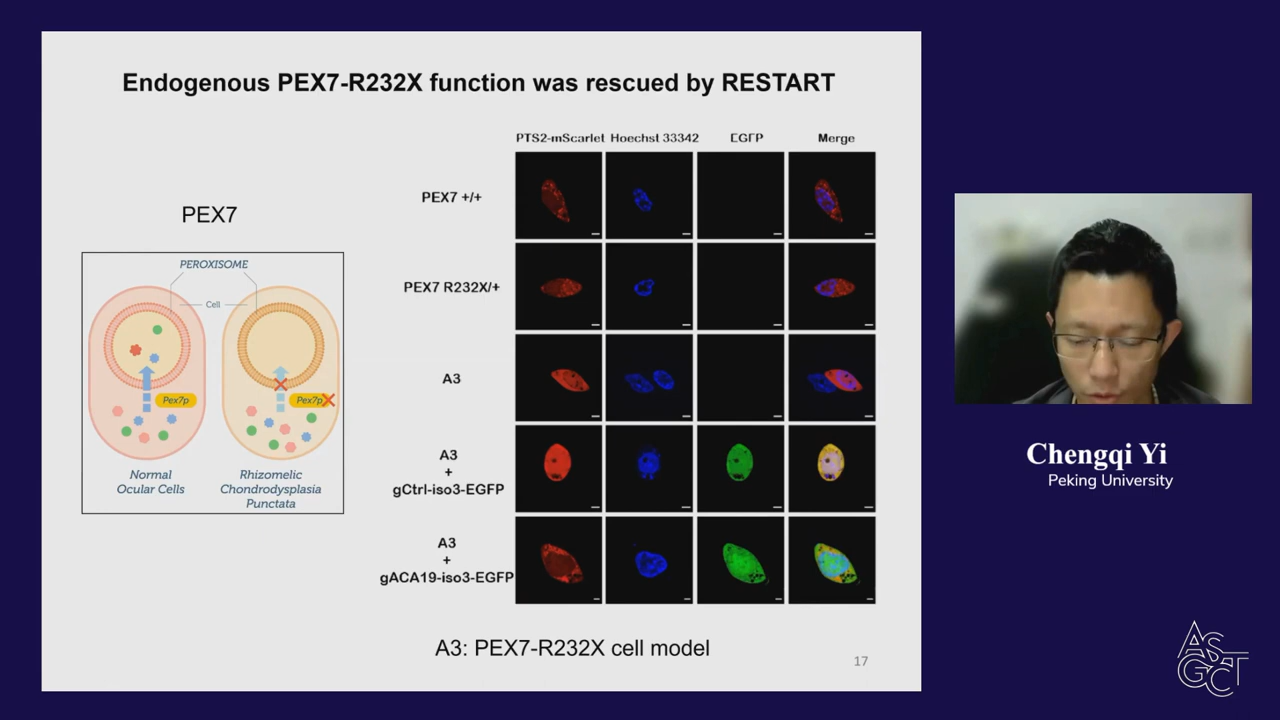 Endogenous PEX7-R232X function was rescued by RESTART
PEX7
PEROXISOME
Cell
Pex7p
Pex7p
Normal
Ocular Cells
Rhizomelic
Chondrodysplasia
Punctata
PTS2-mScarlet Hoechst 33342 EGFP Merge
PEX7 +/+
PEX7 R232X/+
A3
A3
+
gCtrl-iso3-EGFP
A3
+
gACA19-iso3-EGFP
A3: PEX7-R232X cell model
17
Chengqi Yi
Peking University
ASGCT